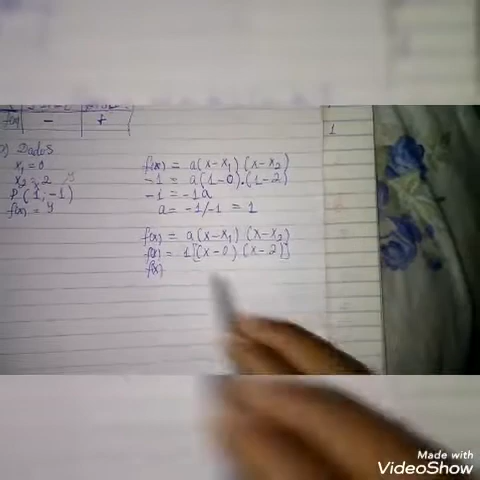 f(x) - +
Dados
x₁ = 0
x₂ = 2
P(1; -1)
f(x) = y
f(x) = a(x-x₁)(x-x₂)
-1 = a(1-0).(1-2)
-1 = -1a
a = -1/-1 = 1
f(x) = a(x-x₁)(x-x₂)
f(x) = 1[(x-0).(x-2)]
f(x)
1
Made with
VideoShow